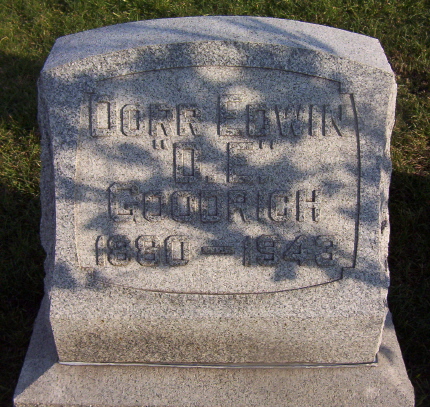 DORR EDWIN
"D. E."
GOODRICH
1880 — 1943